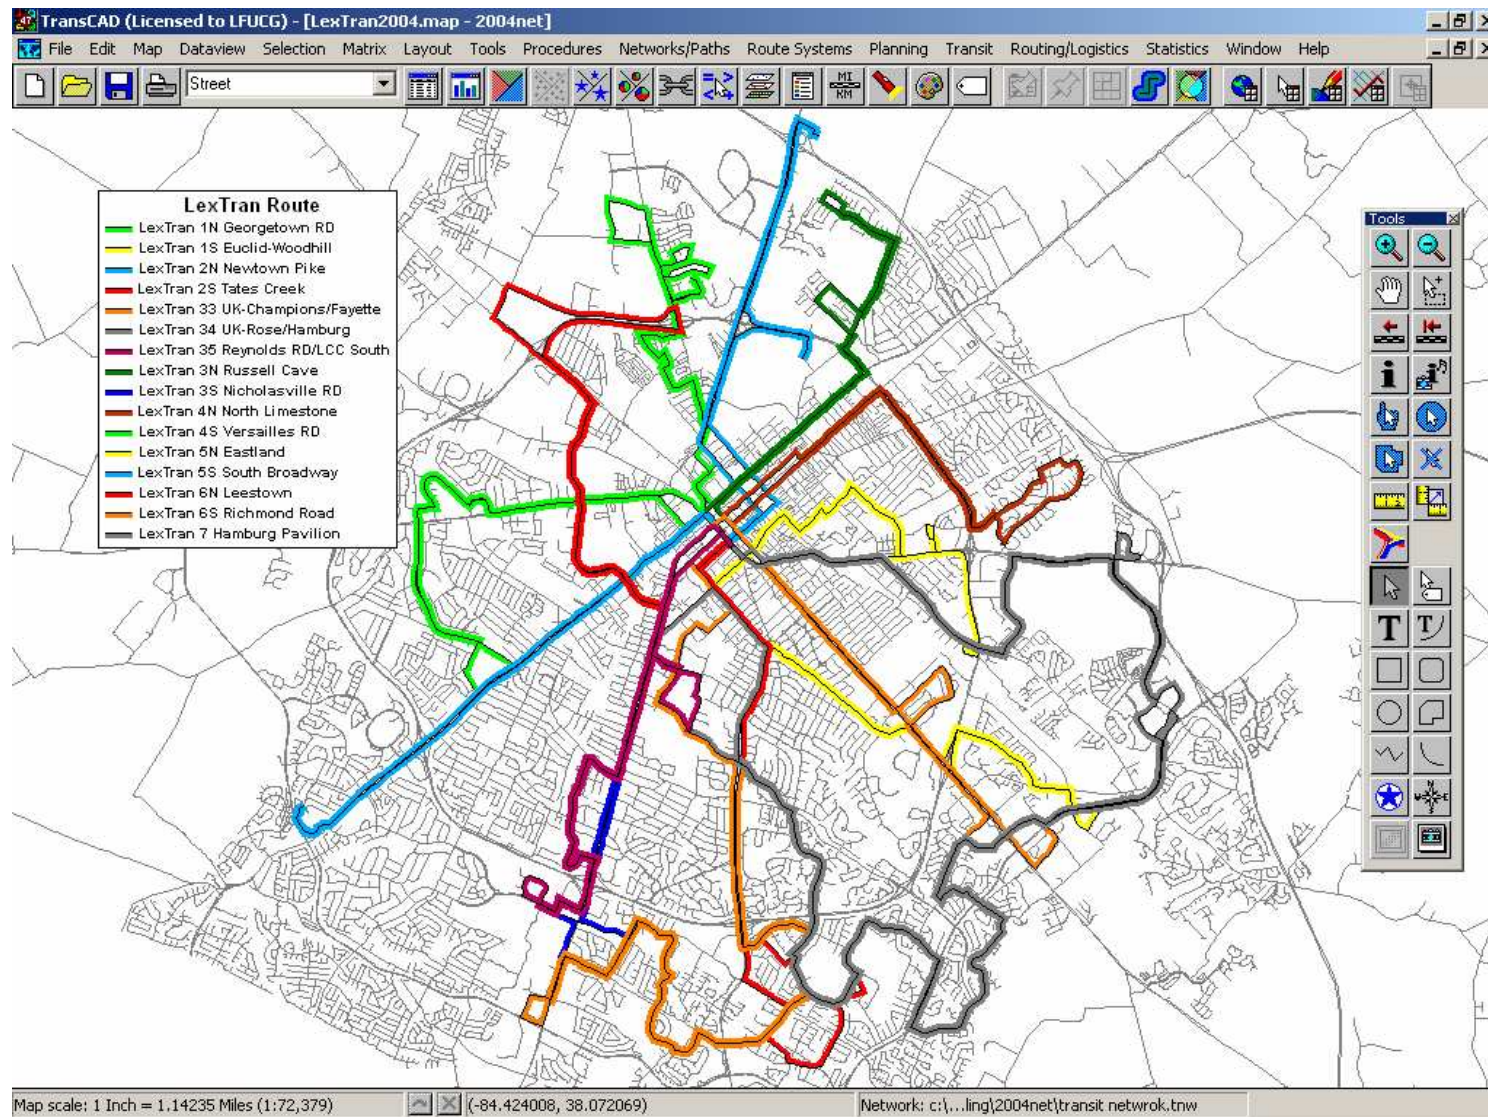 TransCAD (Licensed to LFUCG) - [LexTran2004.map - 2004net]
File Edit Map Dataview Selection Matrix Layout Tools Procedures Networks/Paths Route Systems Planning Transit Routing/Logistics Statistics Window Help
Street
MI
KM
LexTran Route
LexTran 1N Georgetown RD
LexTran 1S Euclid-Woodhill
LexTran 2N Newtown Pike
LexTran 2S Tates Creek
LexTran 33 UK-Champions/Fayette
LexTran 34 UK-Rose/Hamburg
LexTran 35 Reynolds RD/LCC South
LexTran 3N Russell Cave
LexTran 3S Nicholasville RD
LexTran 4N North Limestone
LexTran 4S Versailles RD
LexTran 5N Eastland
LexTran 5S South Broadway
LexTran 6N Leestown
LexTran 6S Richmond Road
LexTran 7 Hamburg Pavilion
Tools
Map scale: 1 Inch = 1.14235 Miles (1:72,379) (-84.424008, 38.072069) Network: c:\...ling\2004net\transit netwrok.tnw